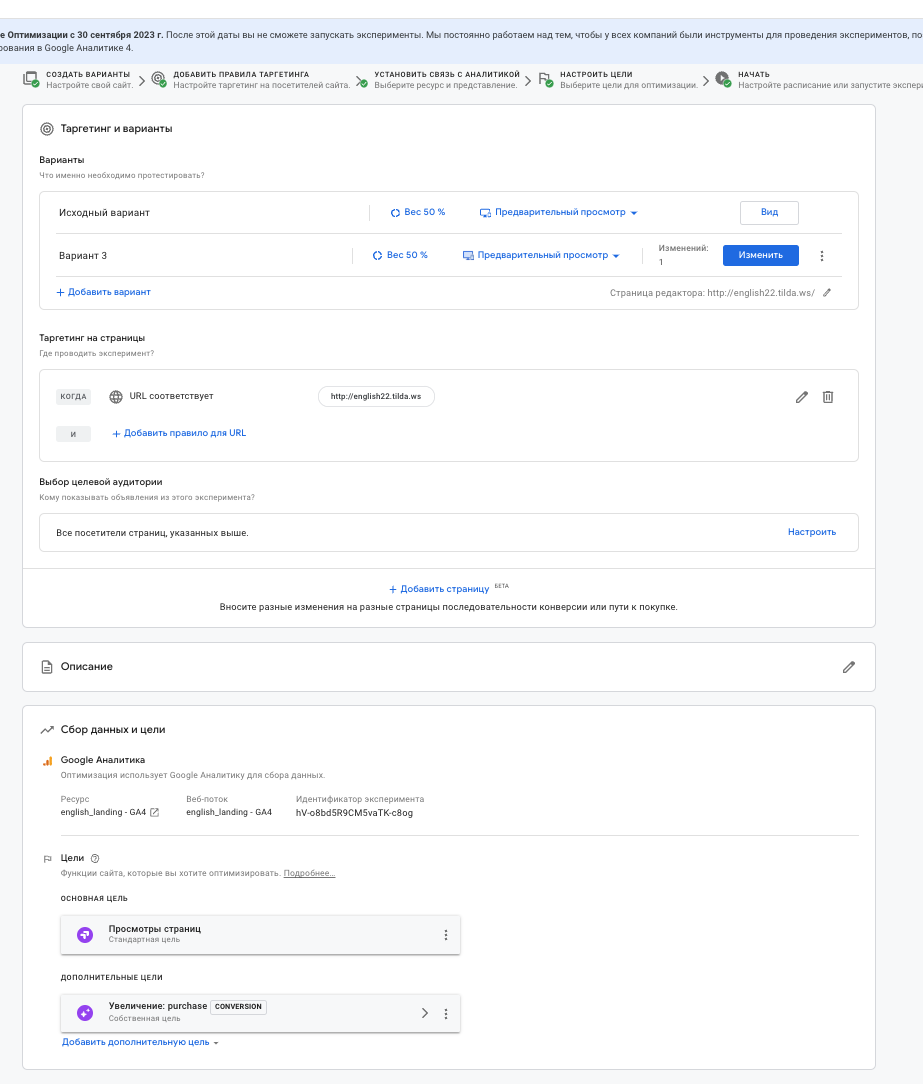 е Оптимизации с 30 сентября 2023 г. После этой даты вы не сможете запускать эксперименты. Мы постоянно работаем над тем, чтобы у всех компаний были инструменты для проведения экспериментов, по
рования в Google Аналитике 4.
СОЗДАТЬ ВАРИАНТЫ
Настройте свой сайт.
ДОБАВИТЬ ПРАВИЛА ТАРГЕТИНГА
Настройте таргетинг на посетителей сайта.
УСТАНОВИТЬ СВЯЗЬ С АНАЛИТИКОЙ
Выберите ресурс и представление.
НАСТРОИТЬ ЦЕЛИ
Выберите цели для оптимизации.
НАЧАТЬ
Настройте расписание или запустите экспери
Таргетинг и варианты
Варианты
Что именно необходимо протестировать?
Исходный вариант Вес 50 % Предварительный просмотр Вид
Вариант 3 Вес 50 % Предварительный просмотр Изменений: 1 Изменить
+ Добавить вариант Страница редактора: http://english22.tilda.ws/
Таргетинг на страницы
Где проводить эксперимент?
КОГДА URL соответствует http://english22.tilda.ws
И + Добавить правило для URL
Выбор целевой аудитории
Кому показывать объявления из этого эксперимента?
Все посетители страниц, указанных выше. Настроить
+ Добавить страницу БЕТА
Вносите разные изменения на разные страницы последовательности конверсии или пути к покупке.
Описание
Сбор данных и цели
Google Аналитика
Оптимизация использует Google Аналитику для сбора данных.
Ресурс Веб-поток Идентификатор эксперимента
english_landing - GA4 english_landing - GA4 hV-o8bd5R9CM5vaTK-c8og
Цели
Функции сайта, которые вы хотите оптимизировать. Подробнее…
ОСНОВНАЯ ЦЕЛЬ
Просмотры страниц
Стандартная цель
ДОПОЛНИТЕЛЬНЫЕ ЦЕЛИ
Увеличение: purchase CONVERSION
Собственная цель
Добавить дополнительную цель